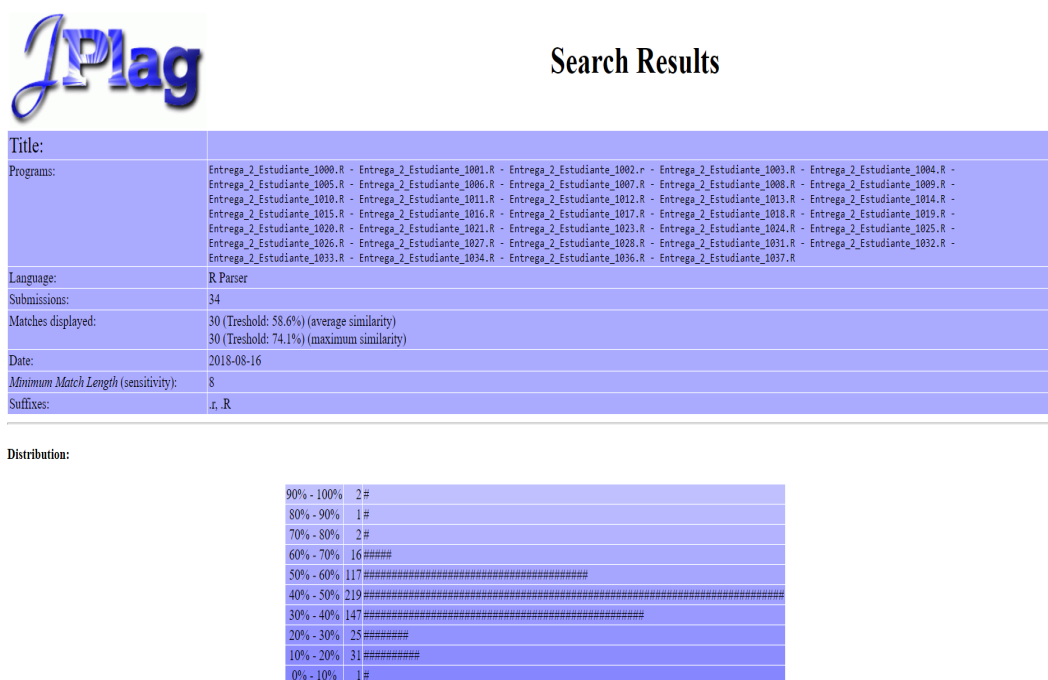 JPlag
Search Results
Title:
Programs: Entrega_2_Estudiante_1000.R - Entrega_2_Estudiante_1001.R - Entrega_2_Estudiante_1002.r - Entrega_2_Estudiante_1003.R - Entrega_2_Estudiante_1004.R -
Entrega_2_Estudiante_1005.R - Entrega_2_Estudiante_1006.R - Entrega_2_Estudiante_1007.R - Entrega_2_Estudiante_1008.R - Entrega_2_Estudiante_1009.R -
Entrega_2_Estudiante_1010.R - Entrega_2_Estudiante_1011.R - Entrega_2_Estudiante_1012.R - Entrega_2_Estudiante_1013.R - Entrega_2_Estudiante_1014.R -
Entrega_2_Estudiante_1015.R - Entrega_2_Estudiante_1016.R - Entrega_2_Estudiante_1017.R - Entrega_2_Estudiante_1018.R - Entrega_2_Estudiante_1019.R -
Entrega_2_Estudiante_1020.R - Entrega_2_Estudiante_1021.R - Entrega_2_Estudiante_1023.R - Entrega_2_Estudiante_1024.R - Entrega_2_Estudiante_1025.R -
Entrega_2_Estudiante_1026.R - Entrega_2_Estudiante_1027.R - Entrega_2_Estudiante_1028.R - Entrega_2_Estudiante_1031.R - Entrega_2_Estudiante_1032.R -
Entrega_2_Estudiante_1033.R - Entrega_2_Estudiante_1034.R - Entrega_2_Estudiante_1036.R - Entrega_2_Estudiante_1037.R
Language: R Parser
Submissions: 34
Matches displayed: 30 (Treshold: 58.6%) (average similarity)
30 (Treshold: 74.1%) (maximum similarity)
Date: 2018-08-16
Minimum Match Length (sensitivity): 8
Suffixes: .r, .R
Distribution:
90% - 100% 2 #
80% - 90% 1 #
70% - 80% 2 #
60% - 70% 16 #####
50% - 60% 117 ########################################
40% - 50% 219 ###########################################################################
30% - 40% 147 ##################################################
20% - 30% 25 ########
10% - 20% 31 ##########
0% - 10% 1 #